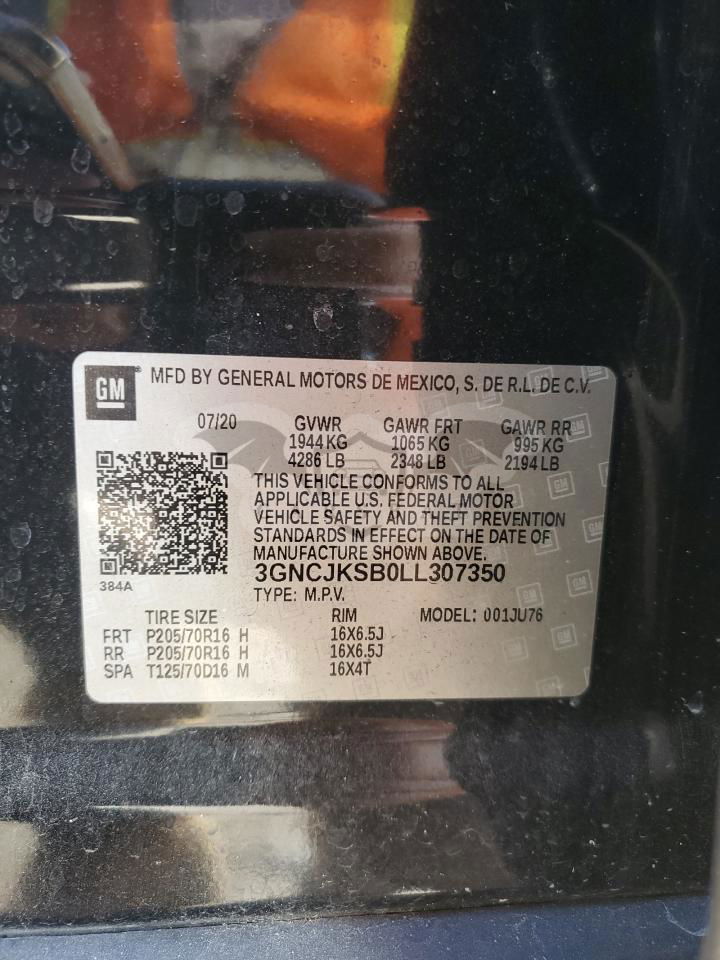 GM
MFD BY GENERAL MOTORS DE MEXICO, S. DE R.L. DE C.V.
07/20 GVWR GAWR FRT GAWR RR
1944 KG 1065 KG 995 KG
4286 LB 2348 LB 2194 LB
THIS VEHICLE CONFORMS TO ALL
APPLICABLE U.S. FEDERAL MOTOR
VEHICLE SAFETY AND THEFT PREVENTION
STANDARDS IN EFFECT ON THE DATE OF
MANUFACTURE SHOWN ABOVE.
3GNCJKSB0LL307350
384A
TYPE: M.P.V.
TIRE SIZE RIM MODEL: 001JU76
FRT P205/70R16 H 16X6.5J
RR P205/70R16 H 16X6.5J
SPA T125/70D16 M 16X4T